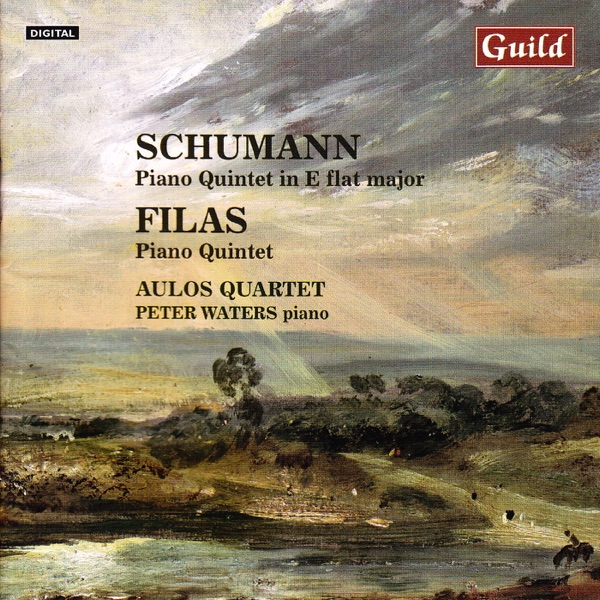 DIGITAL
Guild
SCHUMANN
Piano Quintet in E flat major
FILAS
Piano Quintet
AULOS QUARTET
PETER WATERS piano